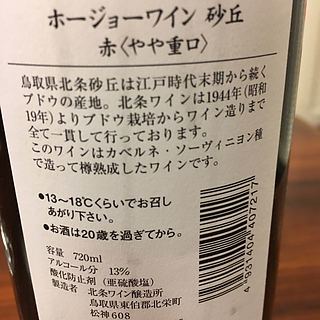 ホージョーワイン 砂丘
赤〈やや重口〉
鳥取県北条砂丘は江戸時代末期から続く
ブドウの産地。北条ワインは1944年(昭和
19年)よりブドウ栽培からワイン造りまで
全て一貫して行っております。
このワインはカベルネ・ソーヴィニヨン種
で造って樽熟成したワインです。
●13〜18℃くらいでお召し
あがり下さい。
●お酒は20歳を過ぎてから。
容量 720ml
アルコール分 13%
酸化防止剤（亜硫酸塩）
製造者 北条ワイン醸造所
鳥取県東伯郡北栄町
松神608
4 931404 407217